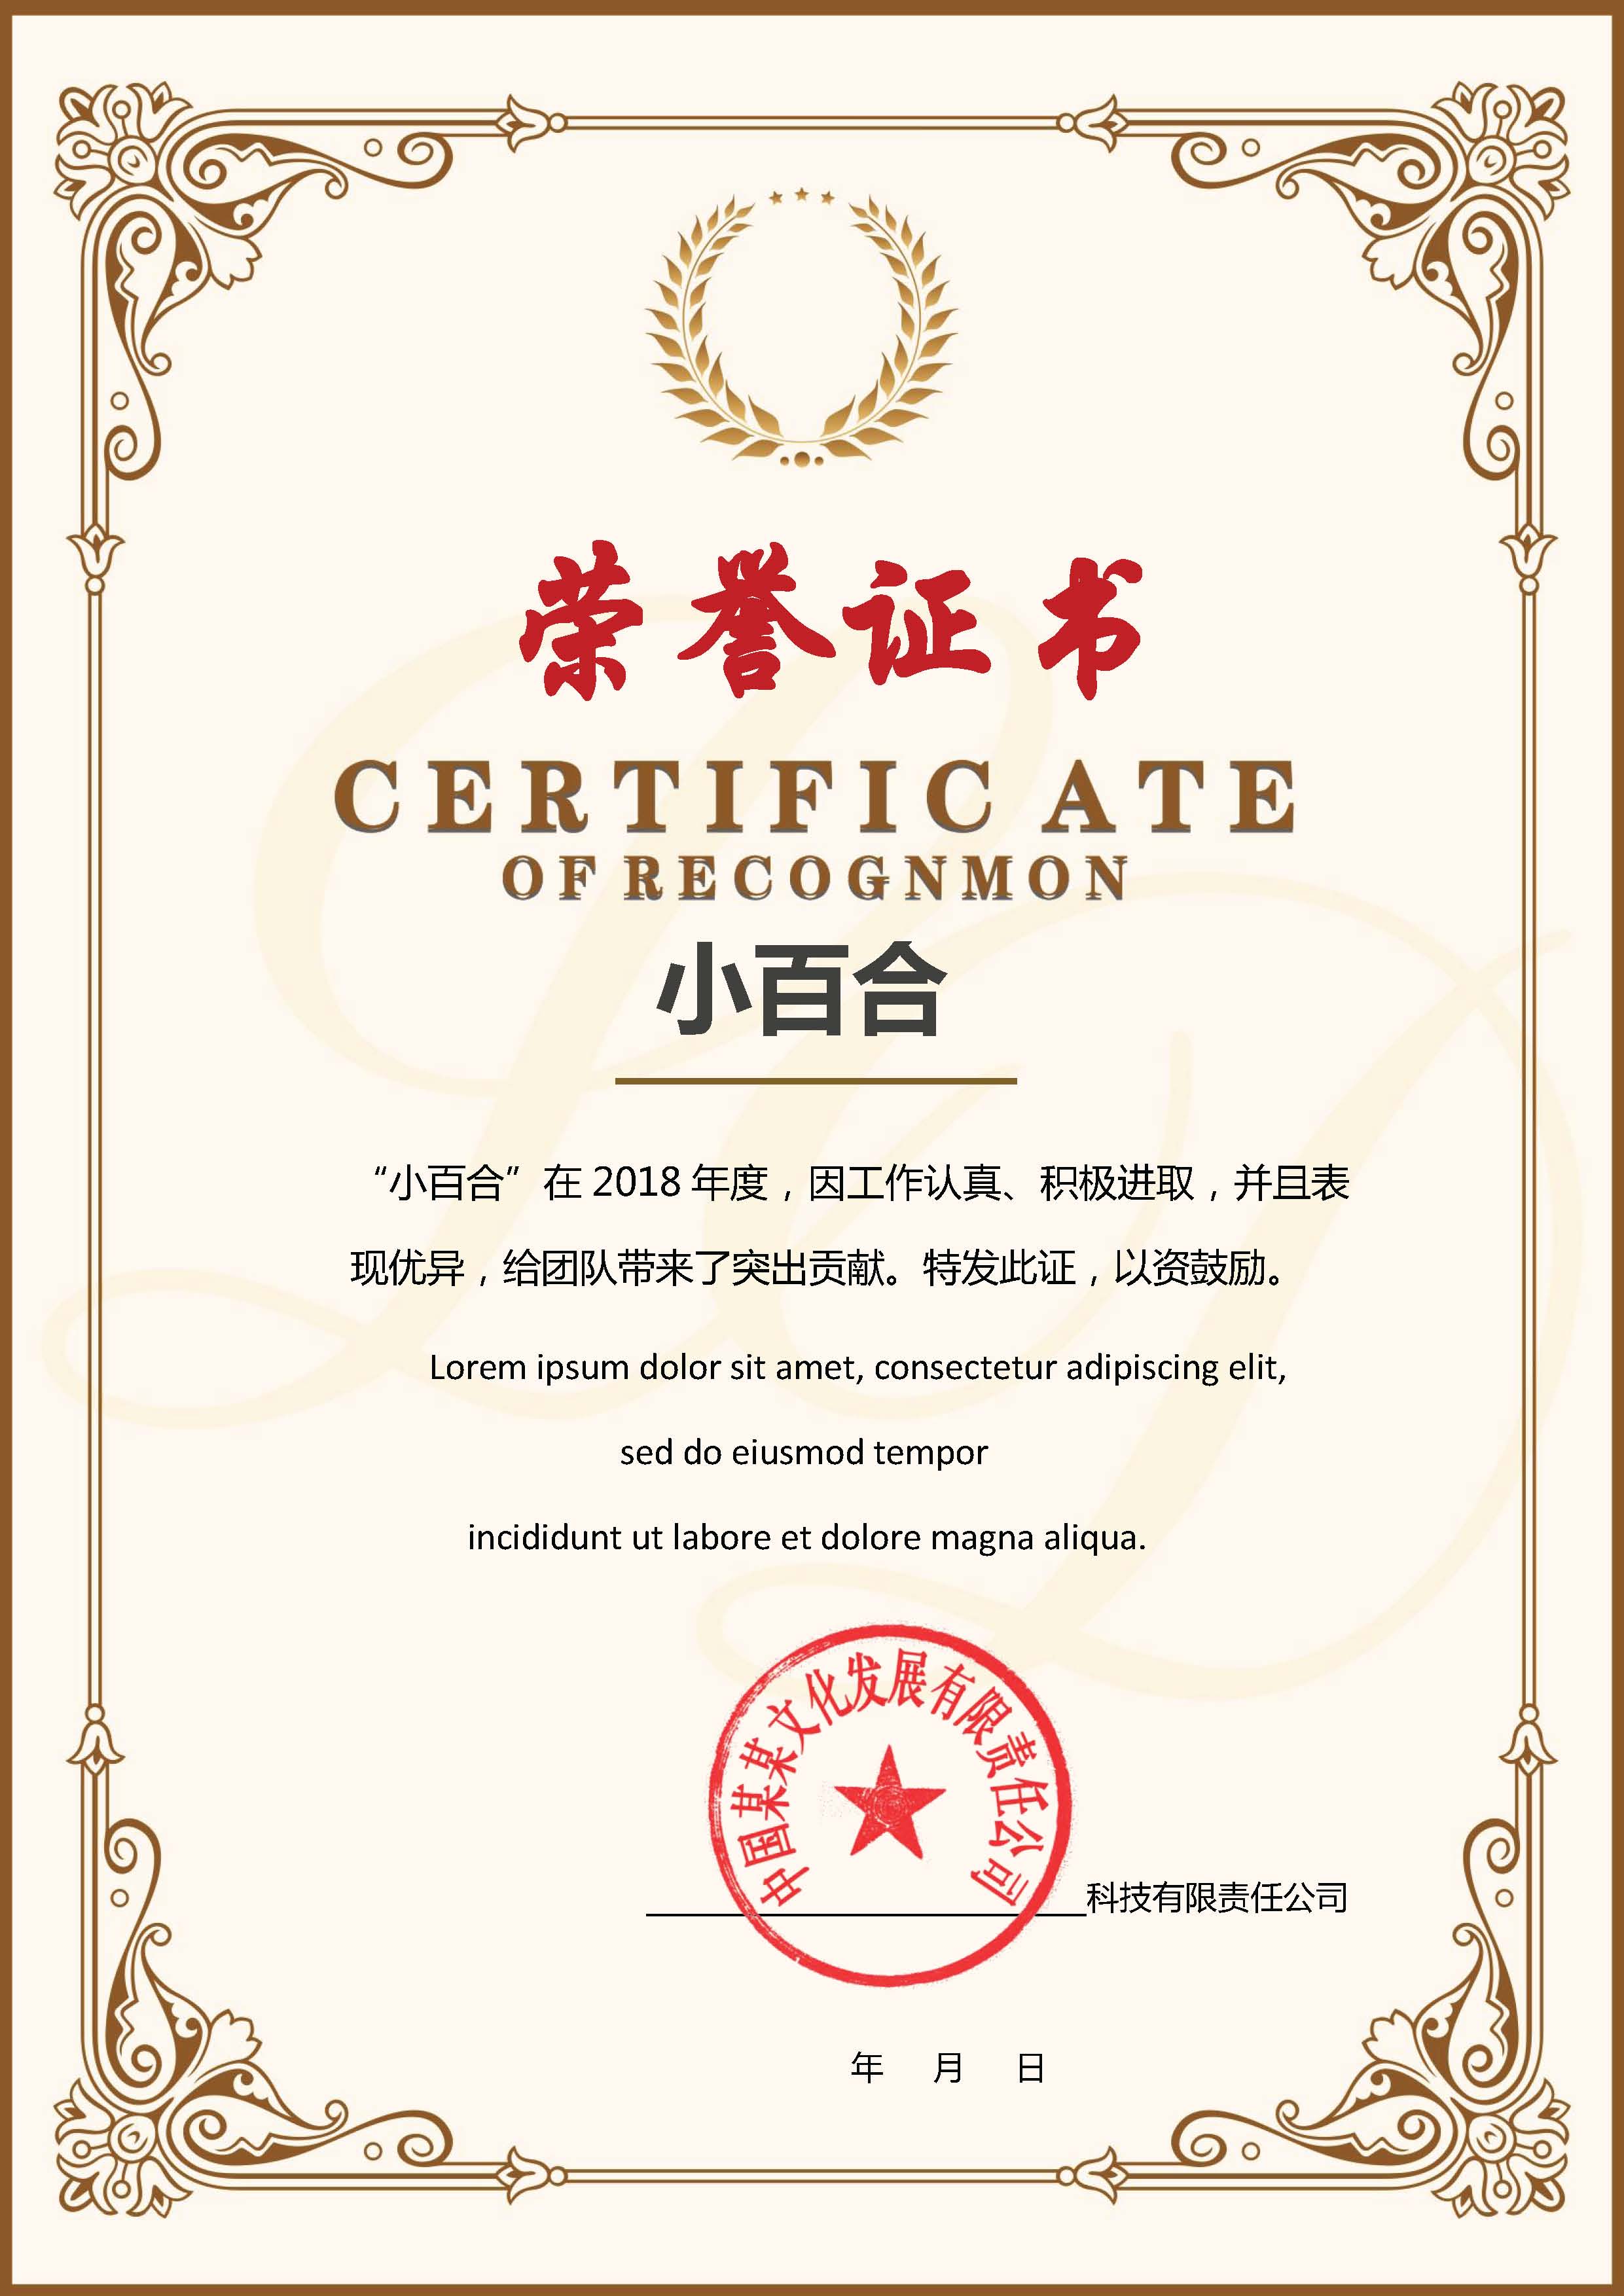 荣誉证书
CERTIFICATE
OF RECOGNMON
小百合
“小百合”在 2018 年度，因工作认真、积极进取，并且表
现优异，给团队带来了突出贡献。特发此证，以资鼓励。
Lorem ipsum dolor sit amet, consectetur adipiscing elit,
sed do eiusmod tempor
incididunt ut labore et dolore magna aliqua.
中国某某文化发展有限责任公司
科技有限责任公司
年 月 日